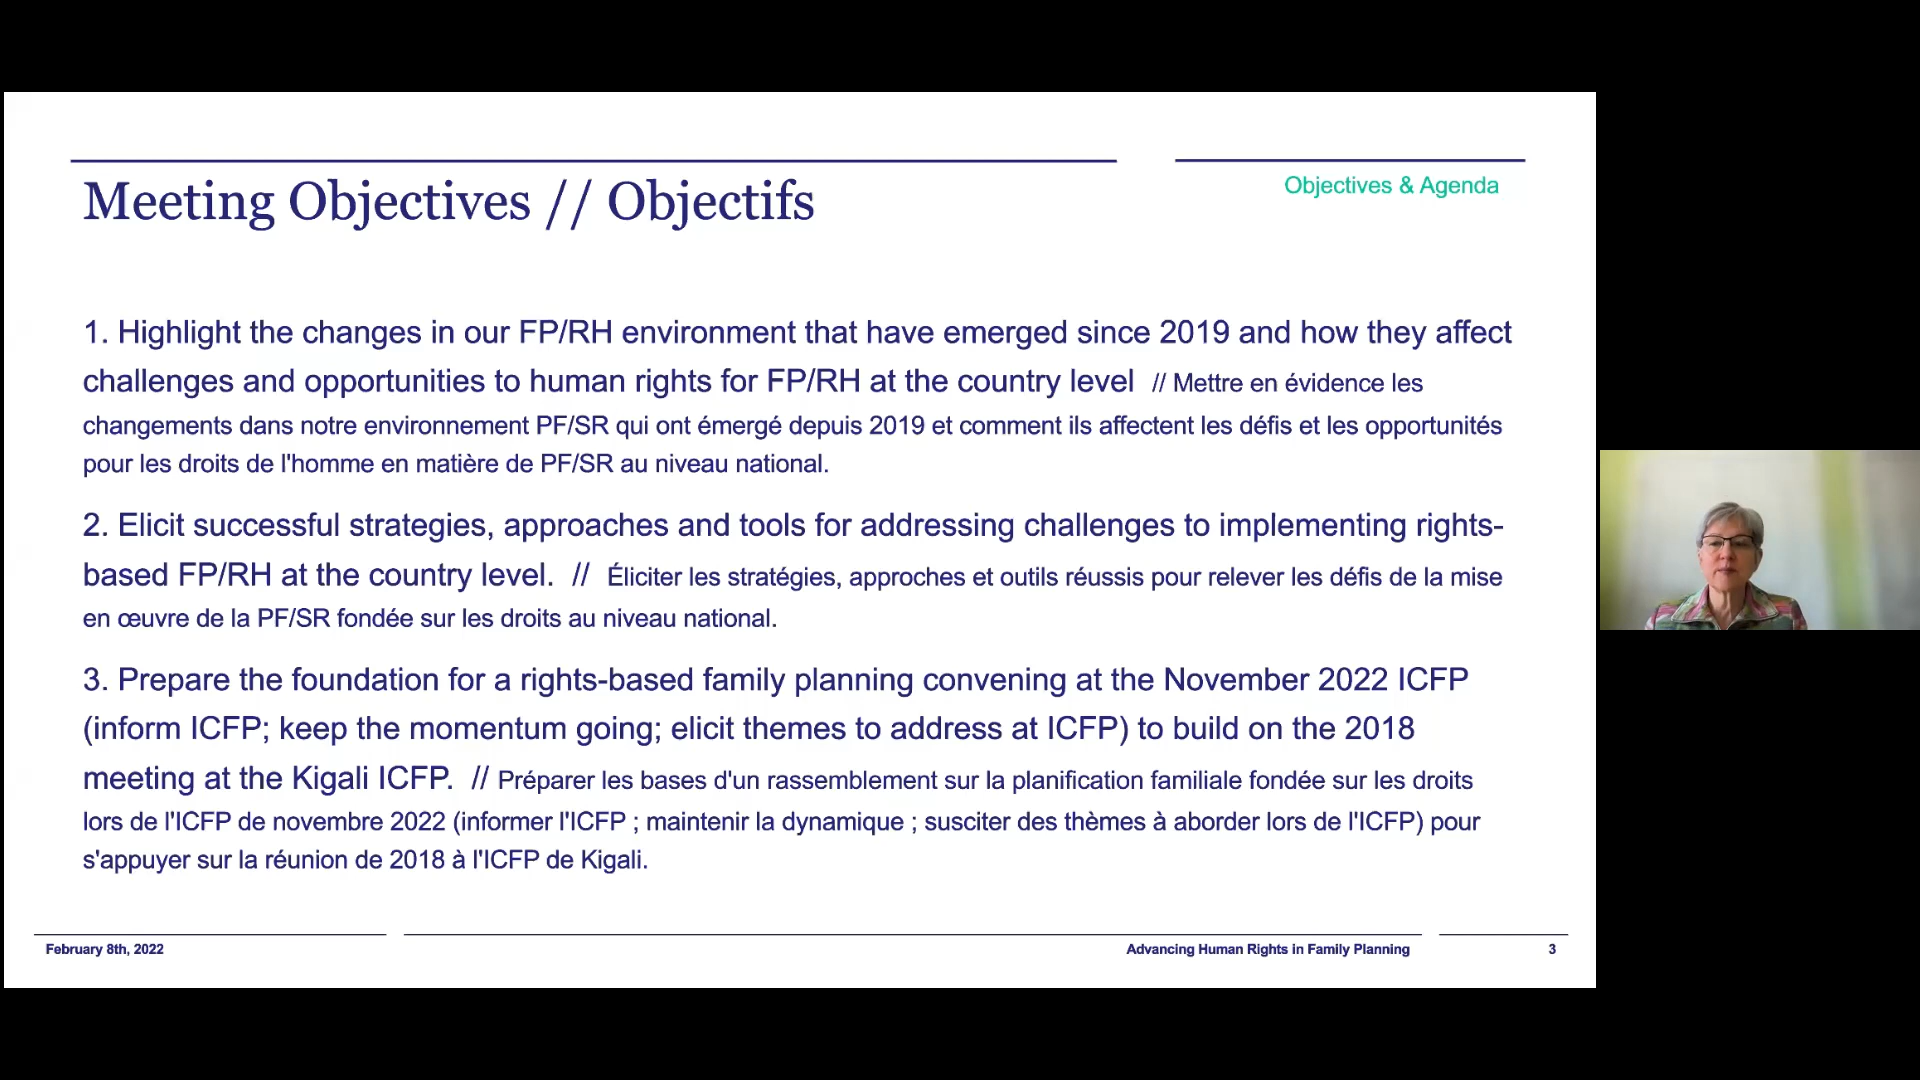 Meeting Objectives // Objectifs
Objectives & Agenda
1. Highlight the changes in our FP/RH environment that have emerged since 2019 and how they affect
challenges and opportunities to human rights for FP/RH at the country level // Mettre en évidence les
changements dans notre environnement PF/SR qui ont émergé depuis 2019 et comment ils affectent les défis et les opportunités
pour les droits de l'homme en matière de PF/SR au niveau national.
2. Elicit successful strategies, approaches and tools for addressing challenges to implementing rights-
based FP/RH at the country level. // Éliciter les stratégies, approches et outils réussis pour relever les défis de la mise
en œuvre de la PF/SR fondée sur les droits au niveau national.
3. Prepare the foundation for a rights-based family planning convening at the November 2022 ICFP
(inform ICFP; keep the momentum going; elicit themes to address at ICFP) to build on the 2018
meeting at the Kigali ICFP. // Préparer les bases d'un rassemblement sur la planification familiale fondée sur les droits
lors de l'ICFP de novembre 2022 (informer l'ICFP ; maintenir la dynamique ; susciter des thèmes à aborder lors de l'ICFP) pour
s'appuyer sur la réunion de 2018 à l'ICFP de Kigali.
February 8th, 2022
Advancing Human Rights in Family Planning
3